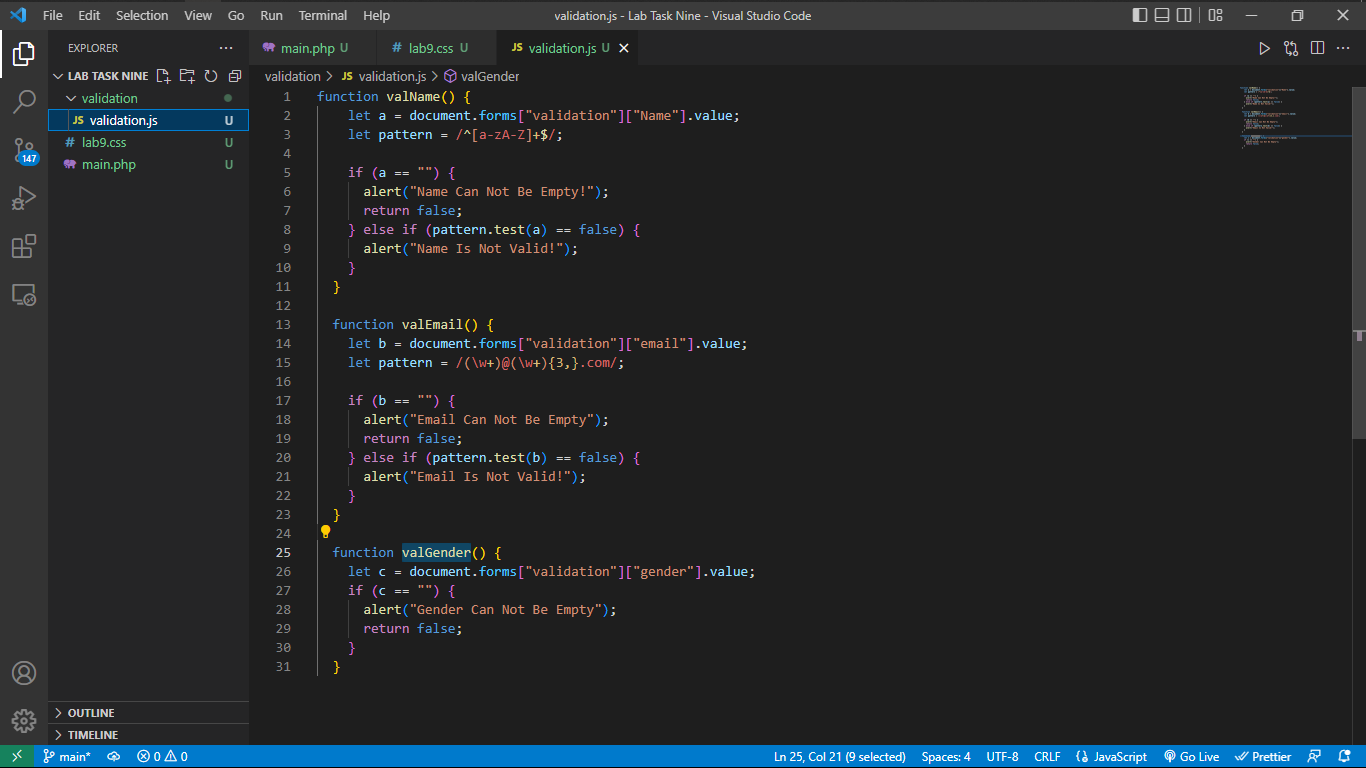 File Edit Selection View Go Run Terminal Help validation.js - Lab Task Nine - Visual Studio Code
EXPLORER
LAB TASK NINE
validation
JS validation.js U
# lab9.css U
main.php U
147
OUTLINE
TIMELINE
main.php U # lab9.css U JS validation.js U
validation > JS validation.js > valGender
1 function valName() {
2 let a = document.forms["validation"]["Name"].value;
3 let pattern = /^[a-zA-Z]+$/;
4
5 if (a == "") {
6 alert("Name Can Not Be Empty!");
7 return false;
8 } else if (pattern.test(a) == false) {
9 alert("Name Is Not Valid!");
10 }
11 }
12
13 function valEmail() {
14 let b = document.forms["validation"]["email"].value;
15 let pattern = /(\w+)@(\w+){3,}.com/;
16
17 if (b == "") {
18 alert("Email Can Not Be Empty");
19 return false;
20 } else if (pattern.test(b) == false) {
21 alert("Email Is Not Valid!");
22 }
23 }
24
25 function valGender() {
26 let c = document.forms["validation"]["gender"].value;
27 if (c == "") {
28 alert("Gender Can Not Be Empty");
29 return false;
30 }
31 }
main* 0 0 Ln 25, Col 21 (9 selected) Spaces: 4 UTF-8 CRLF {} JavaScript Go Live Prettier